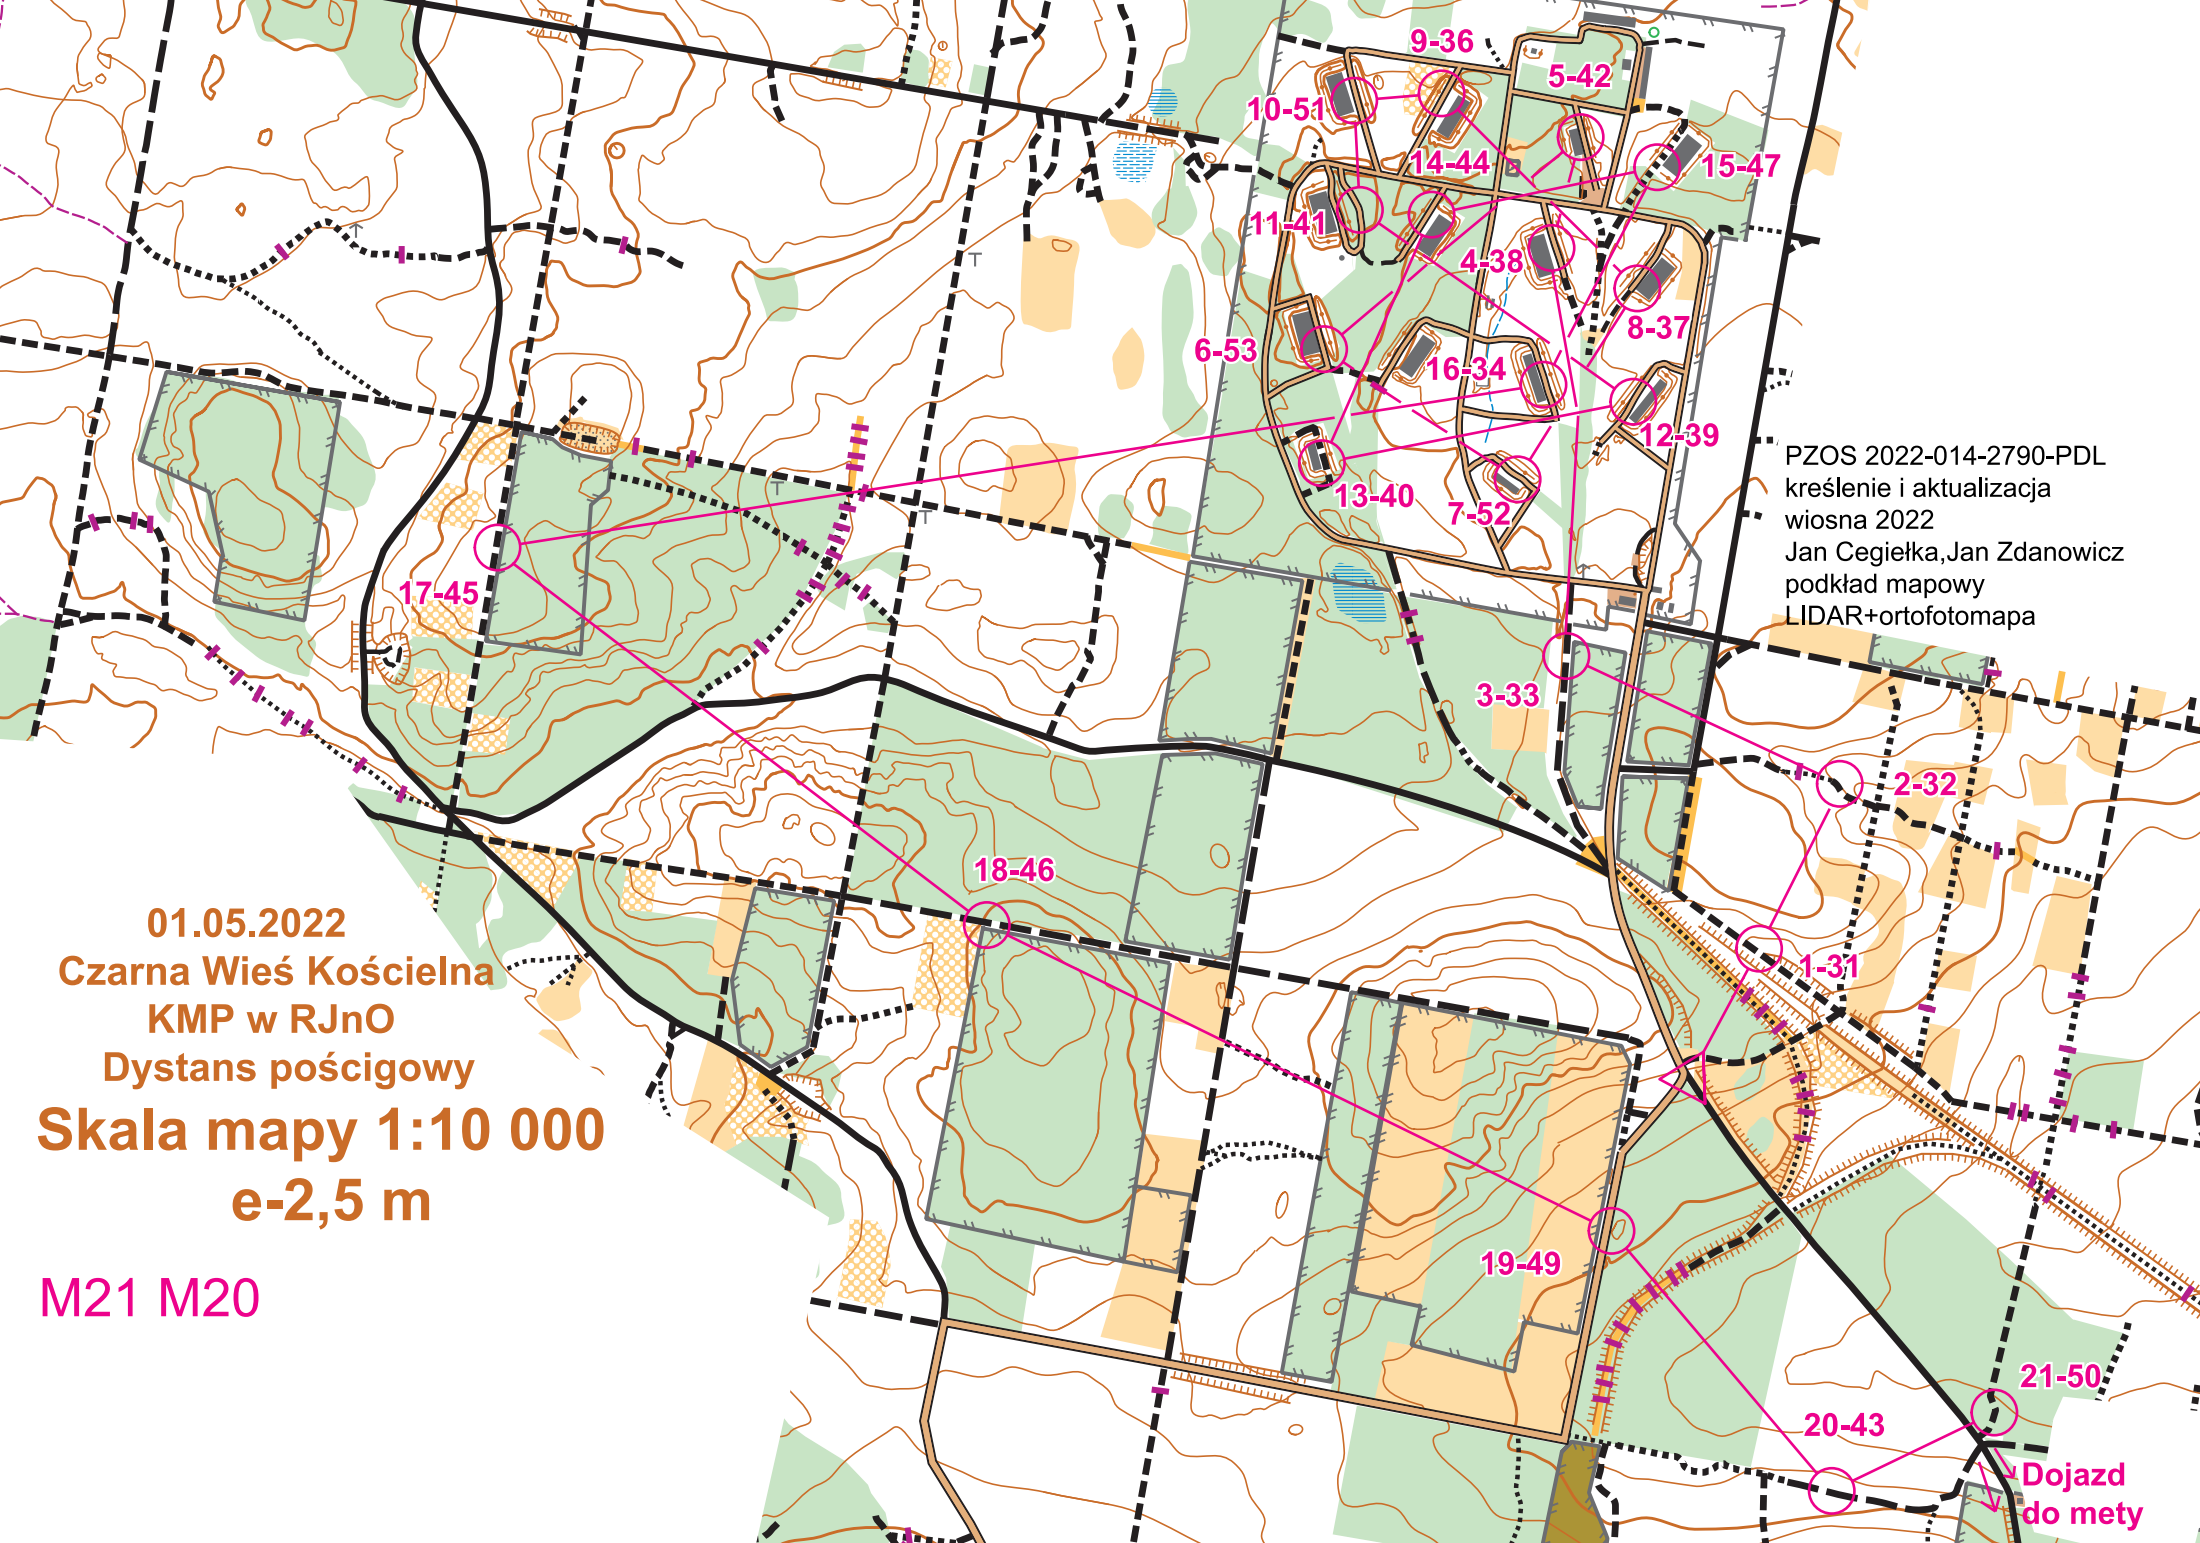 9-36
5-42
10-51
14-44
15-47
11-41
4-38
8-37
6-53
16-34
12-39
13-40
7-52
PZOS 2022-014-2790-PDL
kreślenie i aktualizacja
wiosna 2022
Jan Cegiełka,Jan Zdanowicz
podkład mapowy
LIDAR+ortofotomapa
17-45
3-33
2-32
18-46
1-31
01.05.2022
Czarna Wieś Kościelna
KMP w RJnO
Dystans pościgowy
Skala mapy 1:10 000
e-2,5 m
M21 M20
19-49
21-50
20-43
Dojazd
do mety